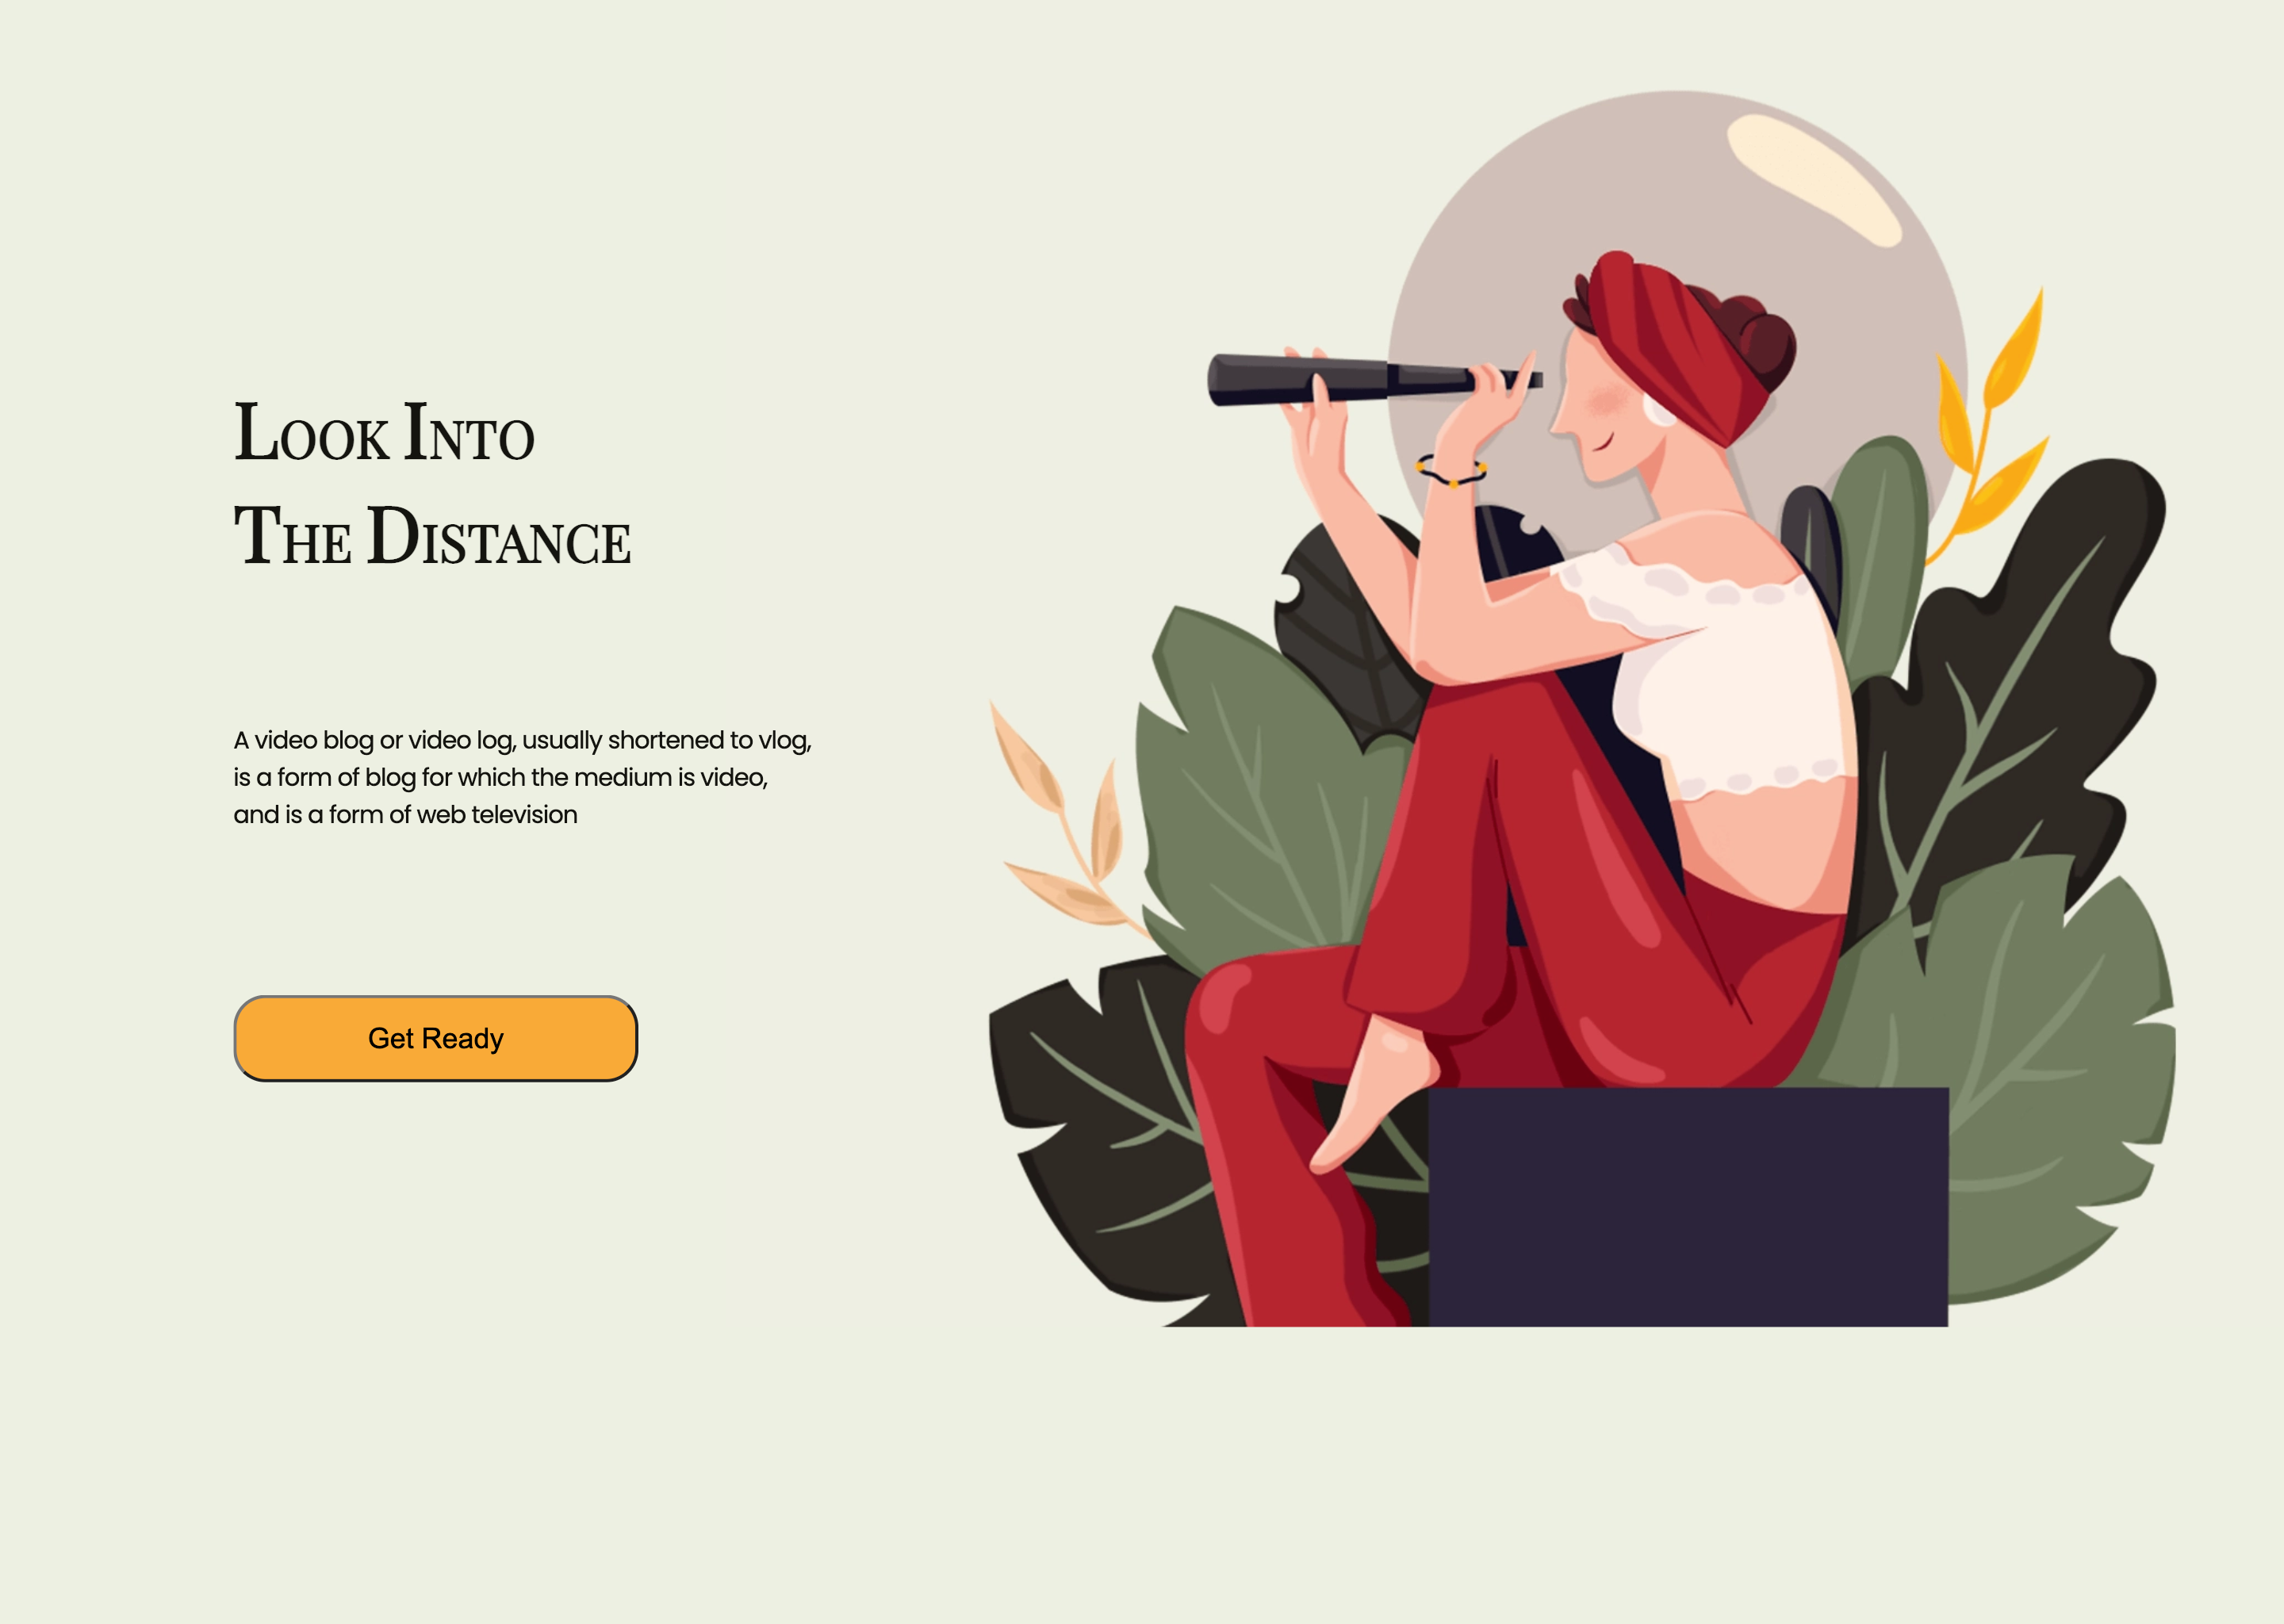 Look Into
The Distance
A video blog or video log, usually shortened to vlog,
is a form of blog for which the medium is video,
and is a form of web television
Get Ready